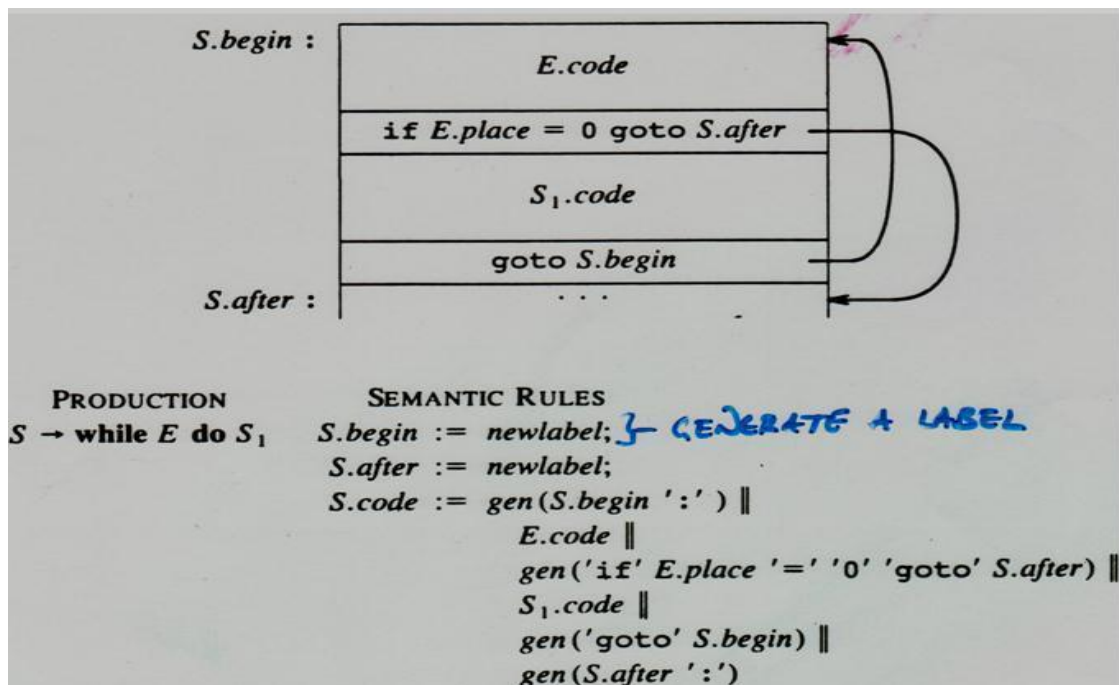 S.begin :
E.code
if E.place = 0 goto S.after
S₁.code
goto S.begin
S.after :
. . .
PRODUCTION SEMANTIC RULES
S → while E do S₁ S.begin := newlabel; }— GENERATE A LABEL
S.after := newlabel;
S.code := gen(S.begin ':') ||
E.code ||
gen('if' E.place '=' '0' 'goto' S.after) ||
S₁.code ||
gen('goto' S.begin) ||
gen(S.after ':')